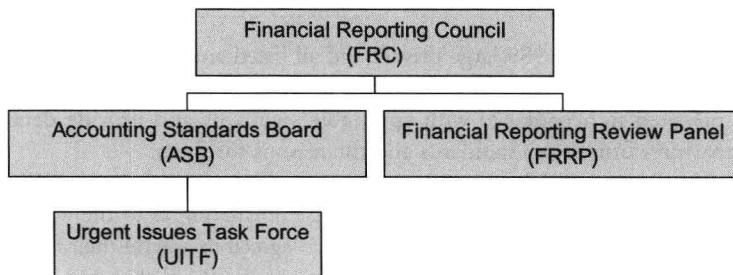 Financial Reporting Council
(FRC)
Accounting Standards Board
(ASB)
Financial Reporting Review Panel
(FRRP)
Urgent Issues Task Force
(UITF)